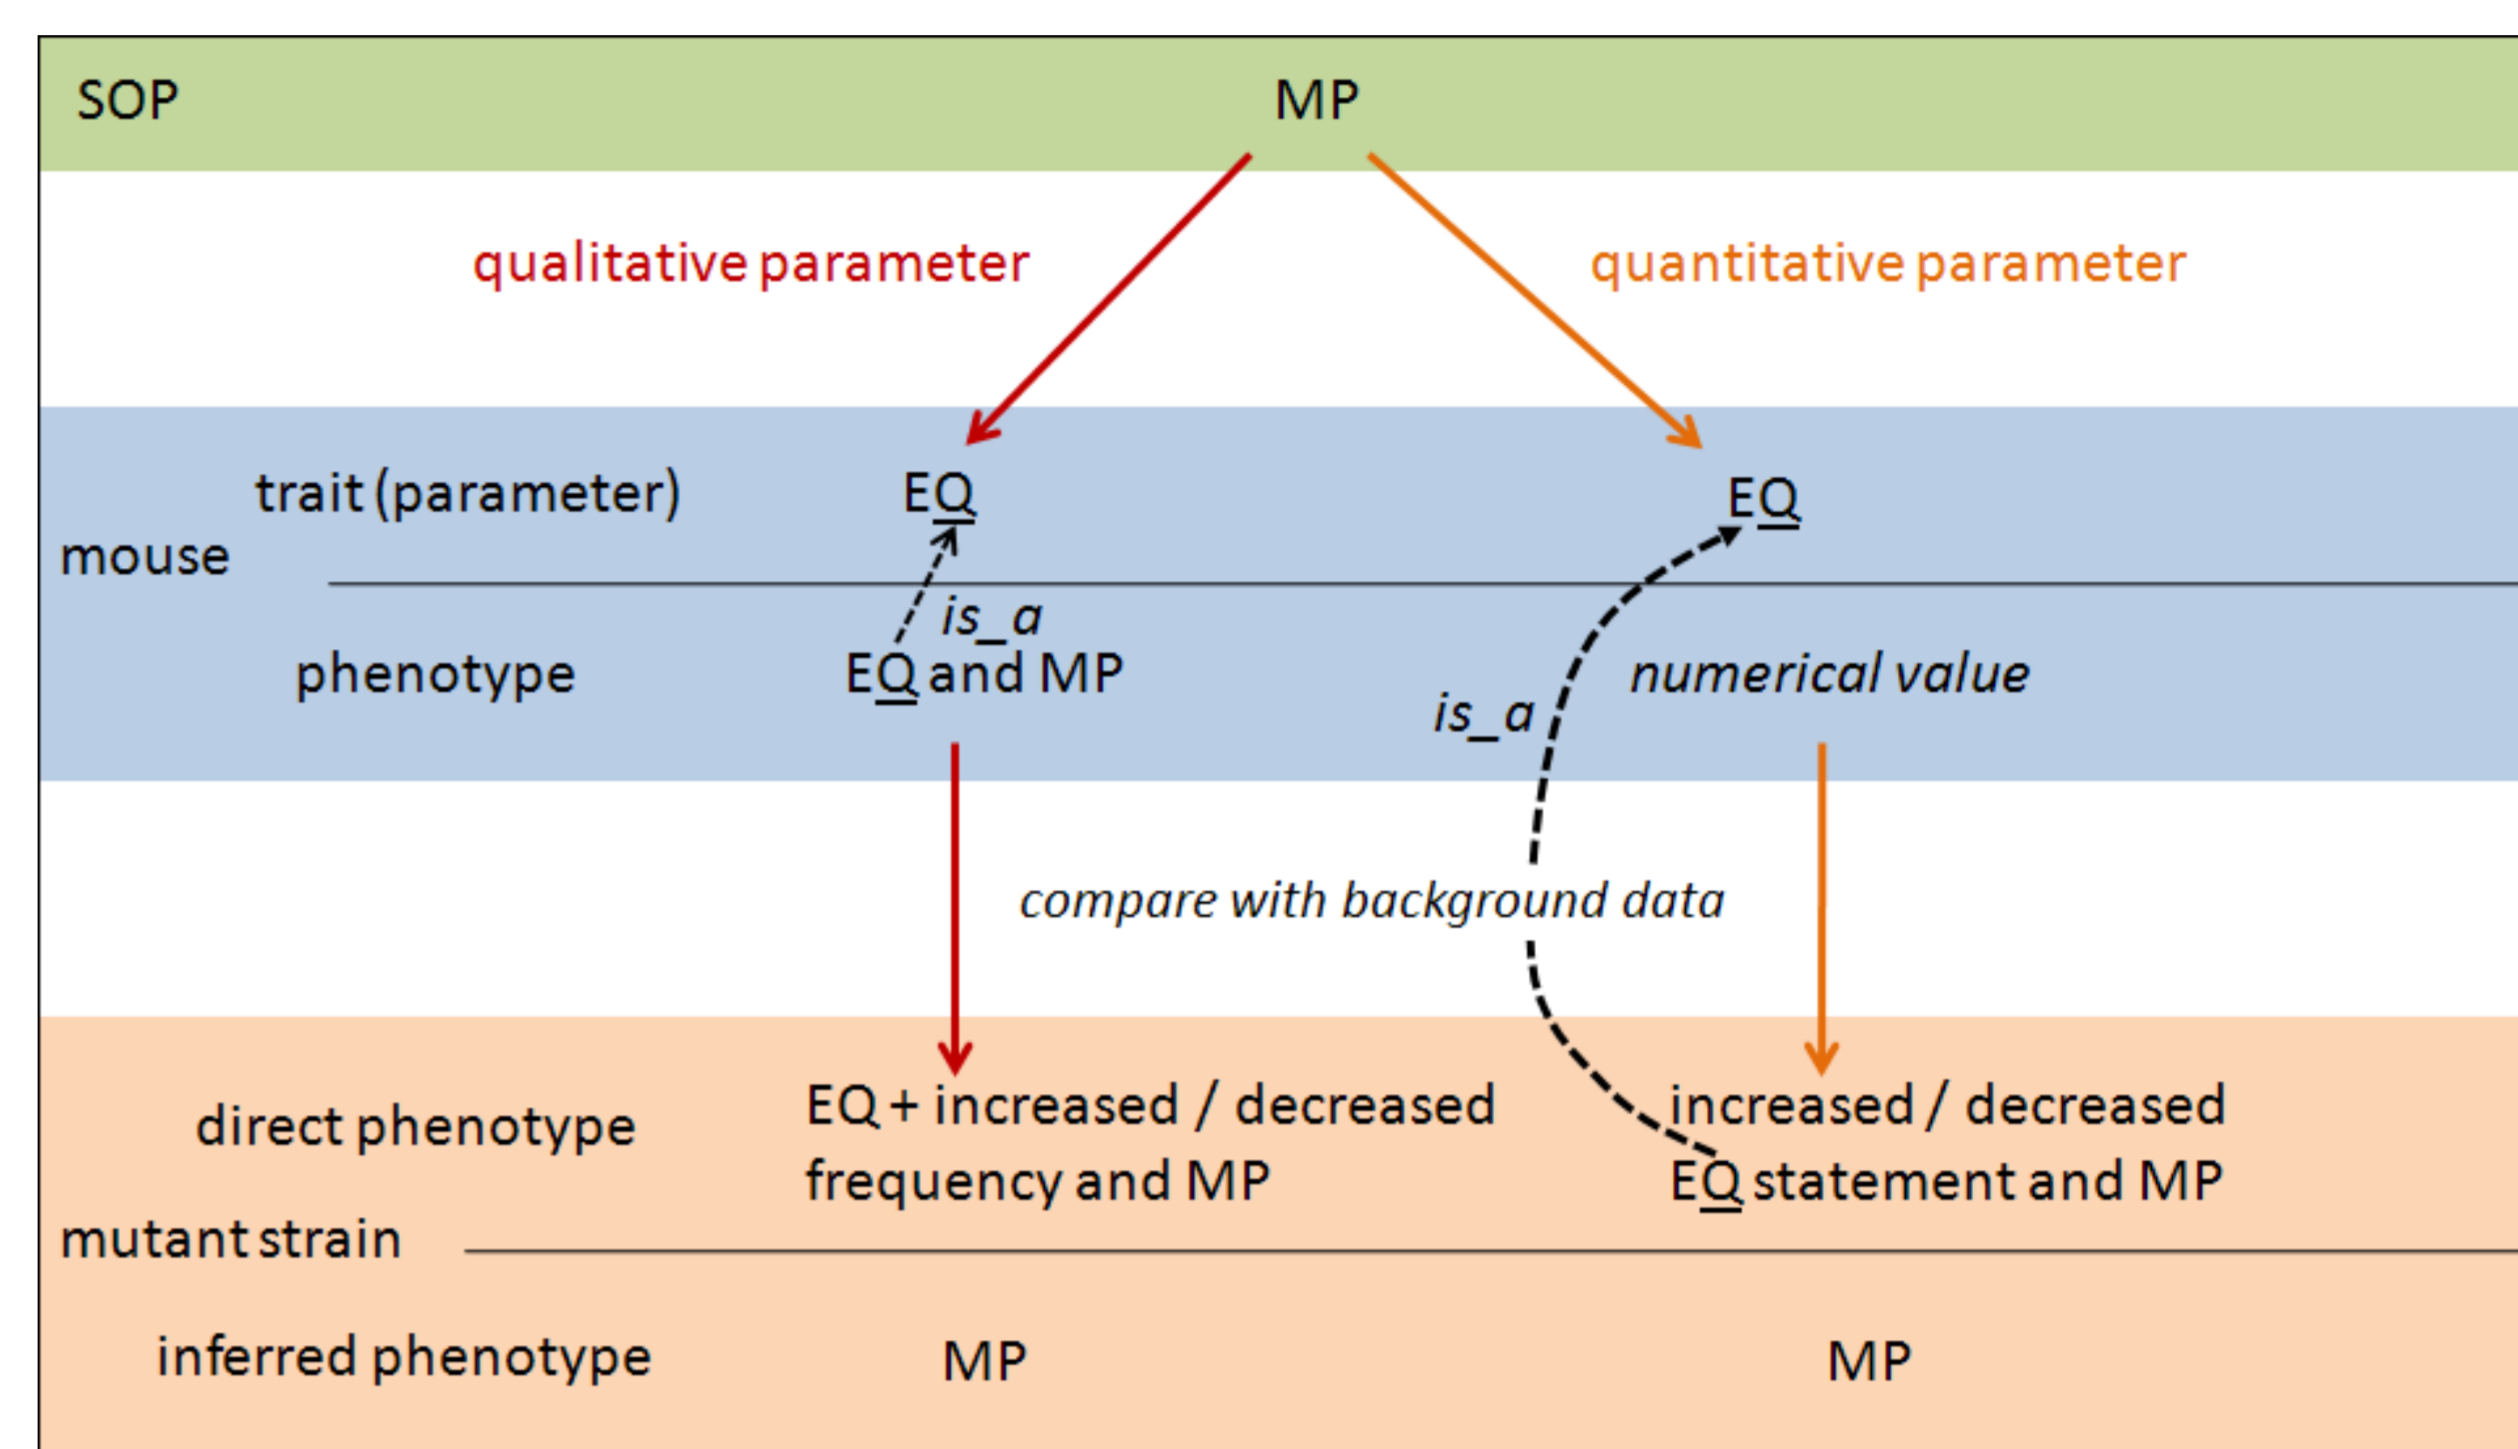 SOP MP
qualitative parameter quantitative parameter
trait (parameter) EQ EQ
mouse
is_a
phenotype EQ and MP numerical value
is_a
compare with background data
direct phenotype
EQ + increased / decreased
frequency and MP
increased / decreased
EQ statement and MP
mutant strain
inferred phenotype MP MP